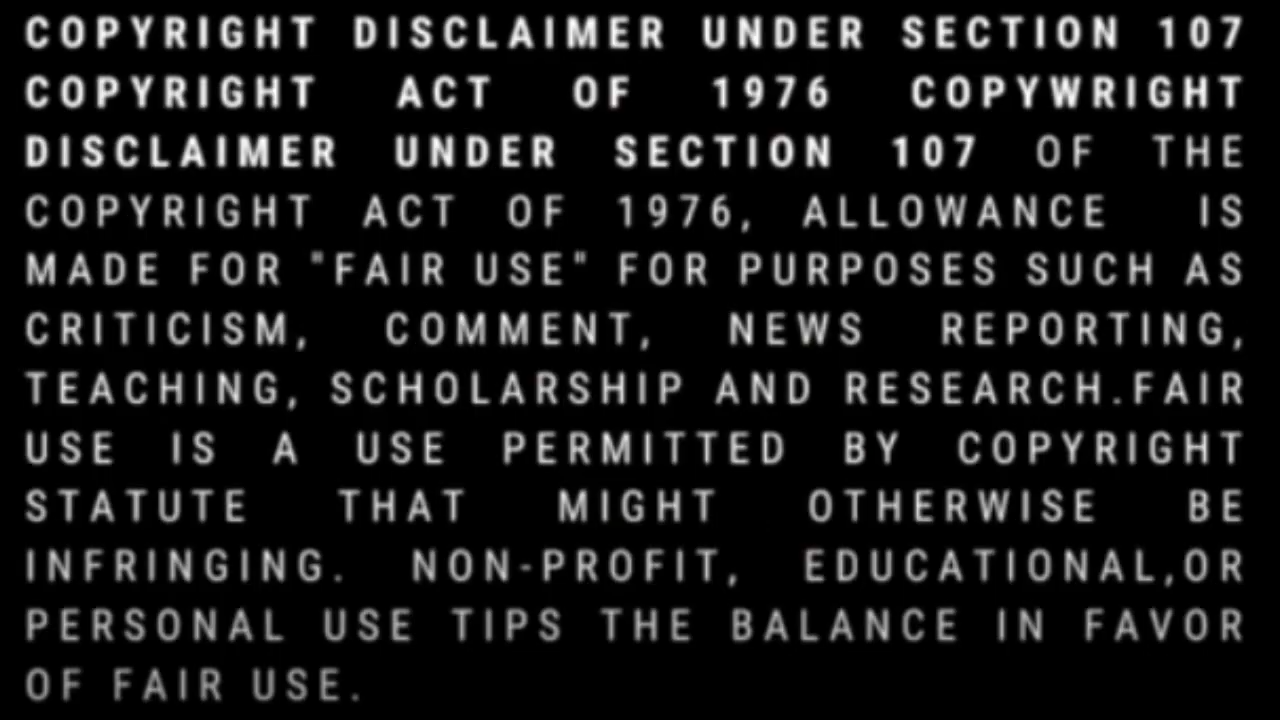 COPYRIGHT DISCLAIMER UNDER SECTION 107
COPYRIGHT ACT OF 1976 COPYWRIGHT
DISCLAIMER UNDER SECTION 107 OF THE
COPYRIGHT ACT OF 1976, ALLOWANCE IS
MADE FOR "FAIR USE" FOR PURPOSES SUCH AS
CRITICISM, COMMENT, NEWS REPORTING,
TEACHING, SCHOLARSHIP AND RESEARCH.FAIR
USE IS A USE PERMITTED BY COPYRIGHT
STATUTE THAT MIGHT OTHERWISE BE
INFRINGING. NON-PROFIT, EDUCATIONAL,OR
PERSONAL USE TIPS THE BALANCE IN FAVOR
OF FAIR USE.